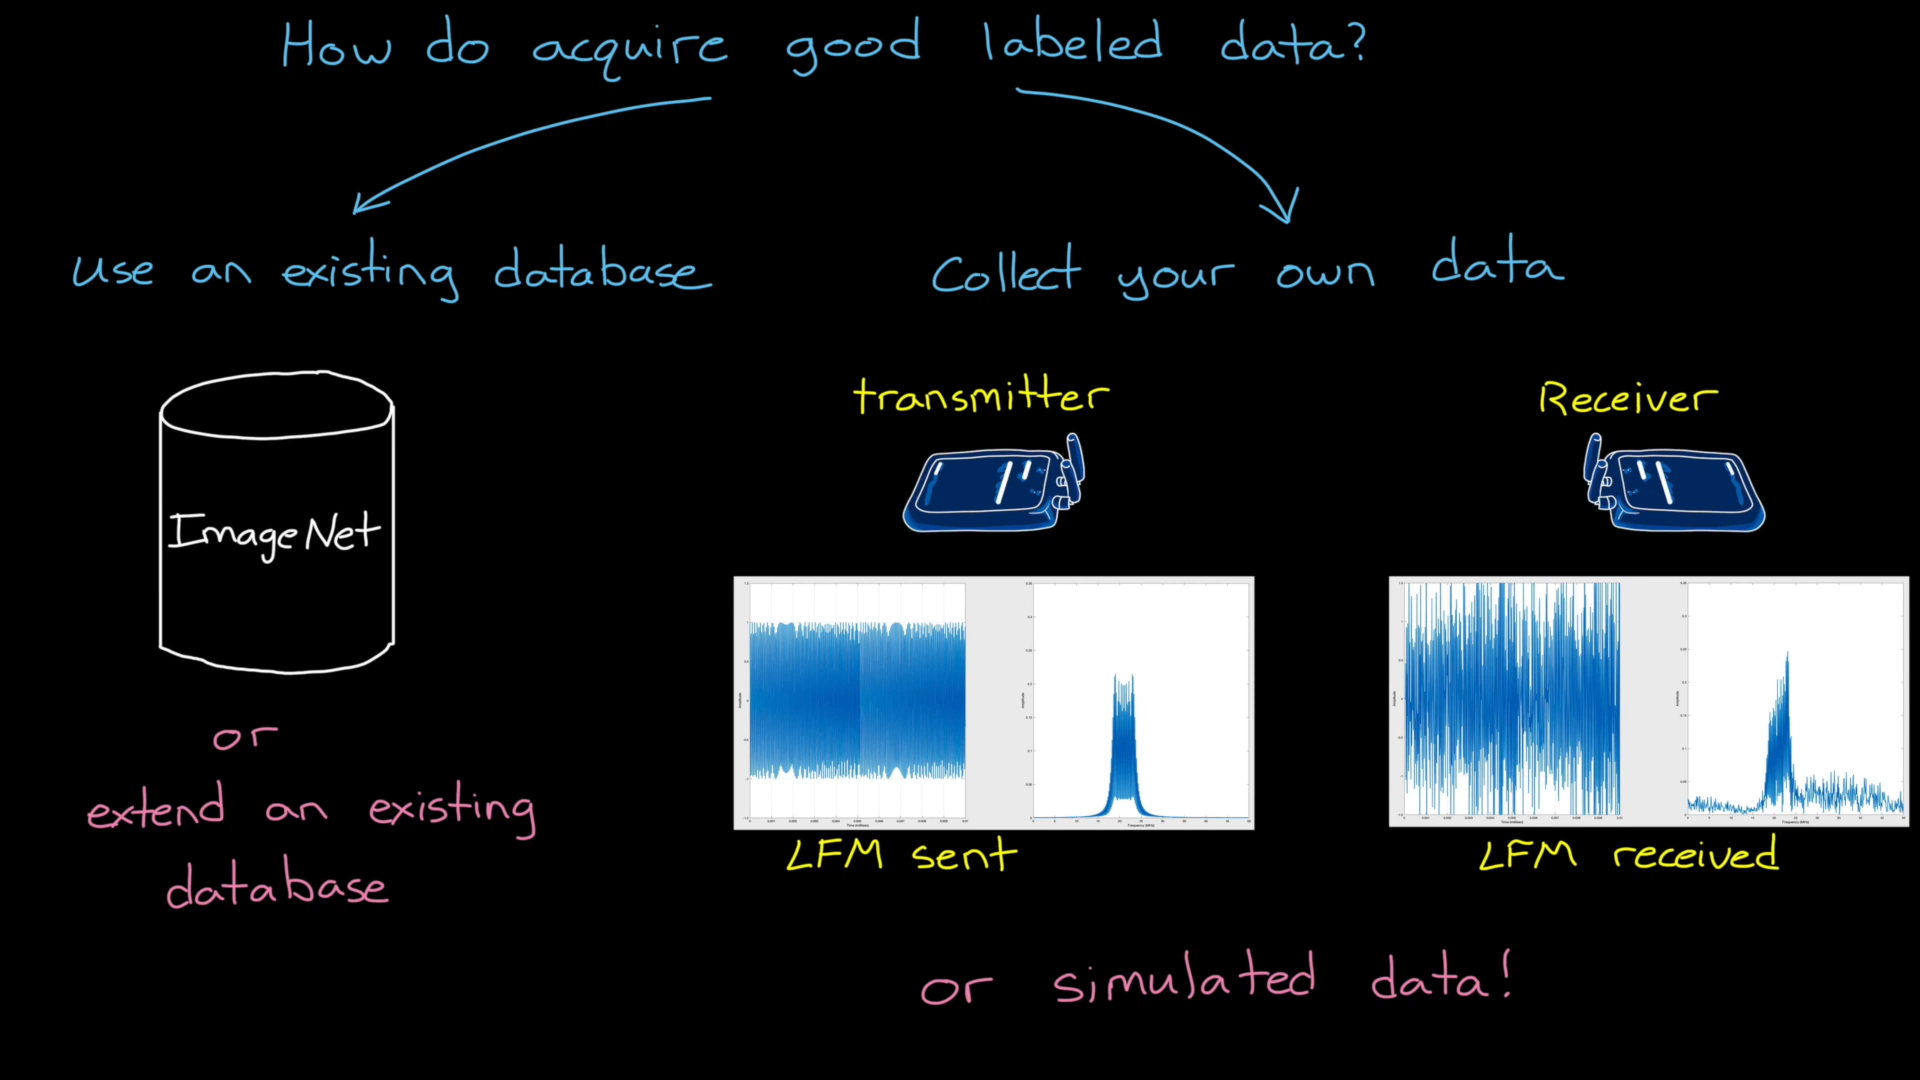 How do acquire good labeled data?
use an existing database
Collect your own data
ImageNet
or
extend an existing
database
transmitter
Receiver
LFM sent
LFM received
or simulated data!